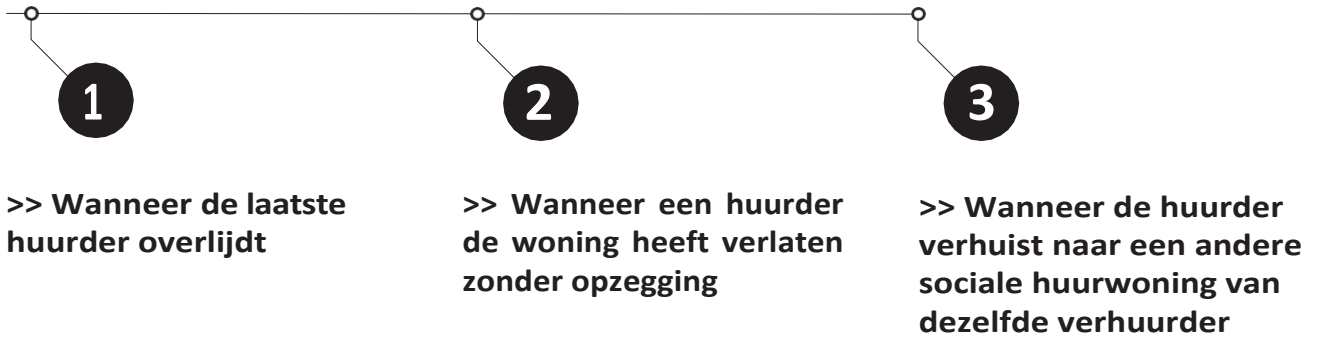 1
>> Wanneer de laatste
huurder overlijdt
2
>> Wanneer een huurder
de woning heeft verlaten
zonder opzegging
3
>> Wanneer de huurder
verhuist naar een andere
sociale huurwoning van
dezelfde verhuurder